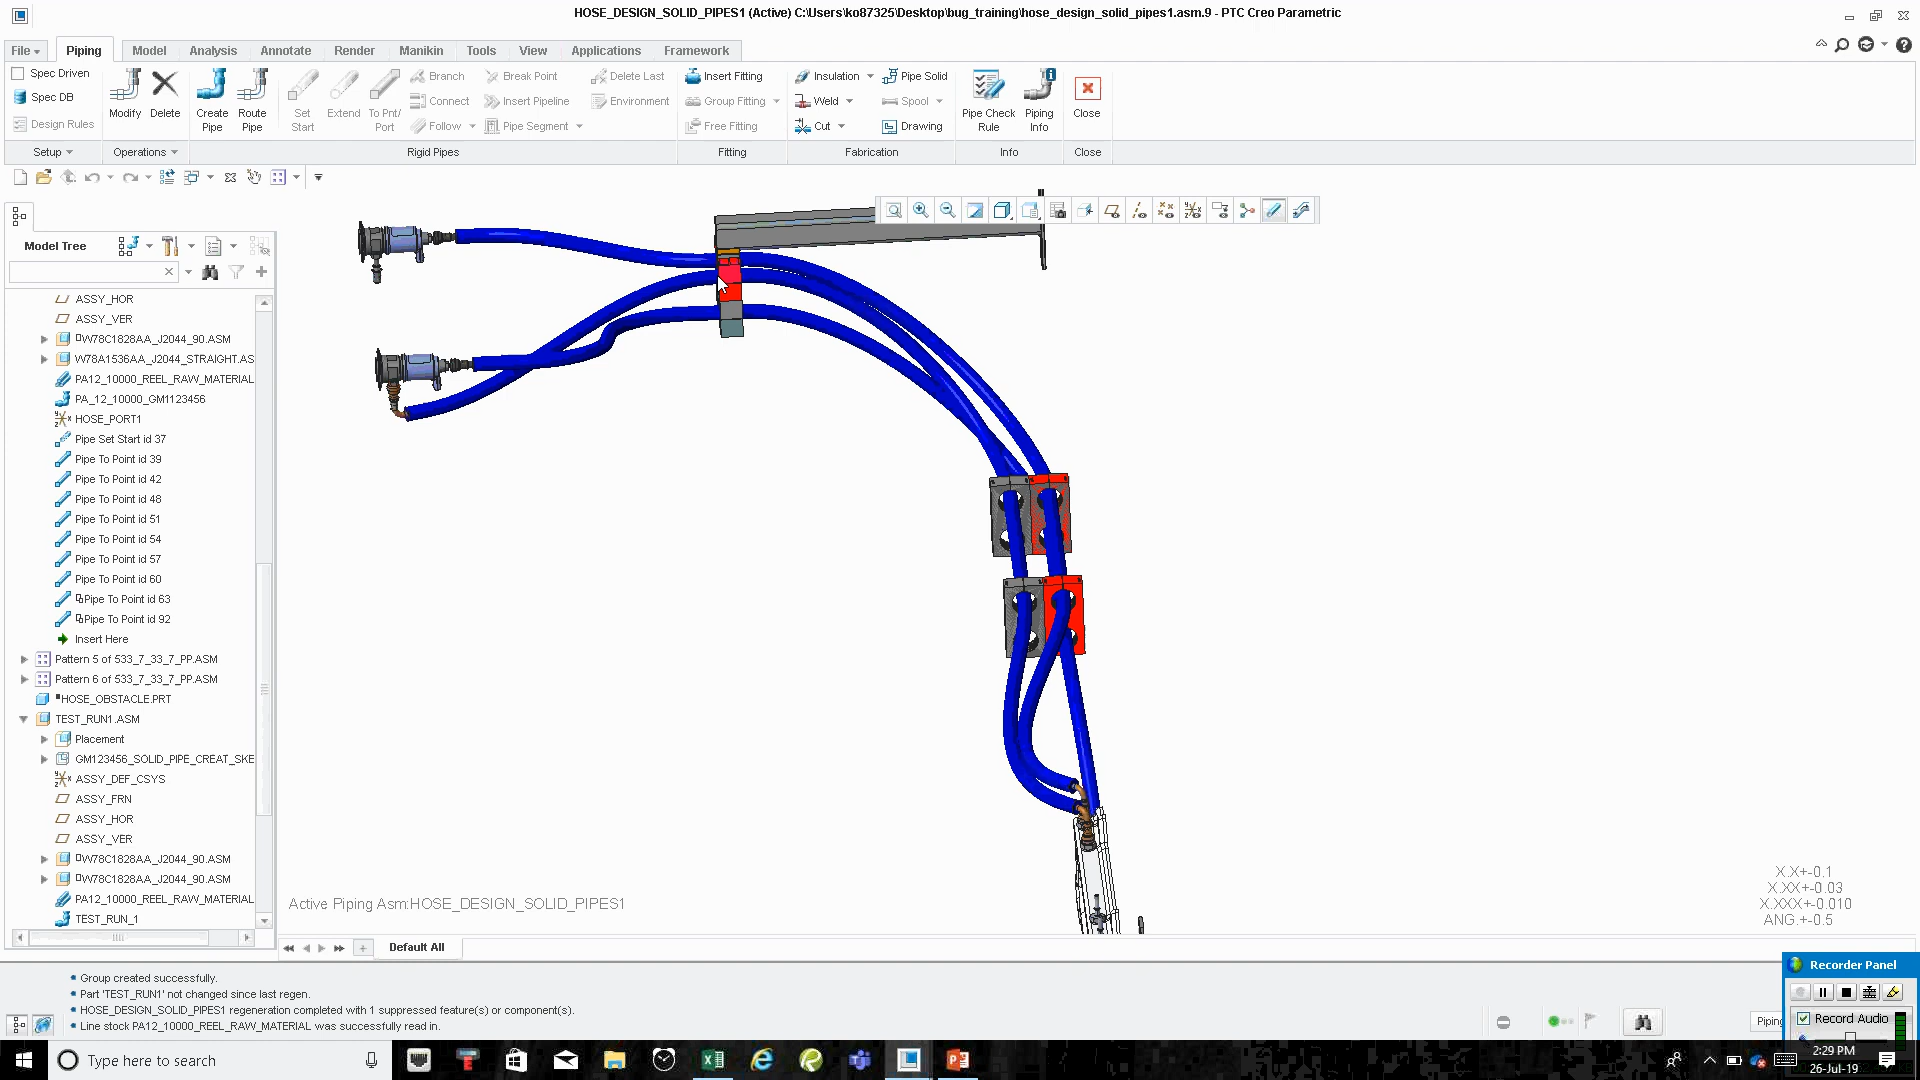 HOSE_DESIGN_SOLID_PIPES1 (Active) C:\Users\ko87325\Desktop\bug_training\hose_design_solid_pipes1.asm.9 - PTC Creo Parametric
File Piping Model Analysis Annotate Render Manikin Tools View Applications Framework
Spec Driven
Spec DB
Design Rules
Modify
Delete
Create Pipe
Route Pipe
Set Start
Extend
To Pnt/ Port
Branch
Connect
Follow
Break Point
Insert Pipeline
Pipe Segment
Delete Last
Environment
Insert Fitting
Group Fitting
Free Fitting
Insulation
Weld
Cut
Pipe Solid
Spool
Drawing
Pipe Check Rule
Piping Info
Close
Setup Operations Rigid Pipes Fitting Fabrication Info Close
Model Tree
ASSY_HOR
ASSY_VER
W78C1828AA_J2044_90.ASM
W78A1536AA_J2044_STRAIGHT.AS
PA12_10000_REEL_RAW_MATERIAL
PA_12_10000_GM1123456
HOSE_PORT1
Pipe Set Start id 37
Pipe To Point id 39
Pipe To Point id 42
Pipe To Point id 48
Pipe To Point id 51
Pipe To Point id 54
Pipe To Point id 57
Pipe To Point id 60
Pipe To Point id 63
Pipe To Point id 92
Insert Here
Pattern 5 of 533_7_33_7_PP.ASM
Pattern 6 of 533_7_33_7_PP.ASM
HOSE_OBSTACLE.PRT
TEST_RUN1.ASM
Placement
GM123456_SOLID_PIPE_CREAT_SKE
ASSY_DEF_CSYS
ASSY_FRN
ASSY_HOR
ASSY_VER
W78C1828AA_J2044_90.ASM
W78C1828AA_J2044_90.ASM
PA12_10000_REEL_RAW_MATERIAL
TEST_RUN_1
Active Piping Asm:HOSE_DESIGN_SOLID_PIPES1
X.X+-0.1
X.XX+-0.03
X.XXX+-0.010
ANG.+-0.5
Default All
Group created successfully.
Part 'TEST_RUN1' not changed since last regen.
HOSE_DESIGN_SOLID_PIPES1 regeneration completed with 1 suppressed feature(s) or component(s).
Line stock PA12_10000_REEL_RAW_MATERIAL was successfully read in.
Recorder Panel
Record Audio
Piping
Type here to search
2:29 PM
26-Jul-19